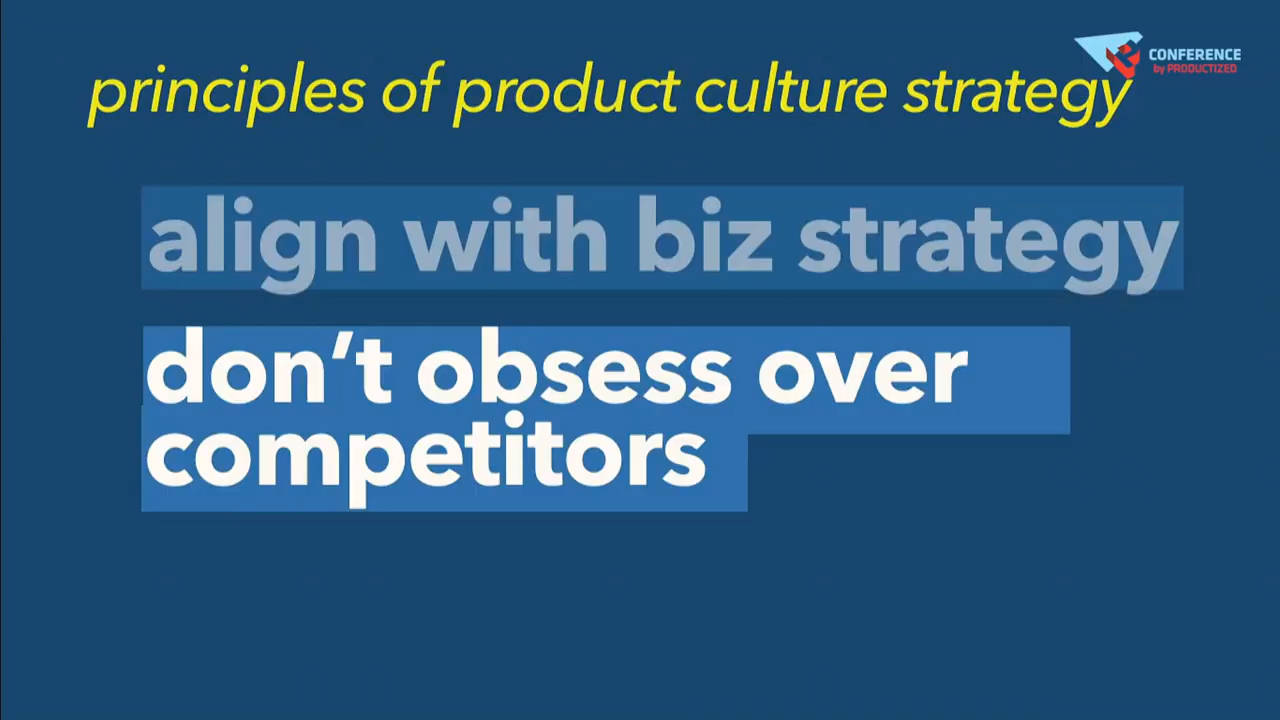 CONFERENCE
by PRODUCTIZED
principles of product culture strategy
align with biz strategy
don’t obsess over
competitors